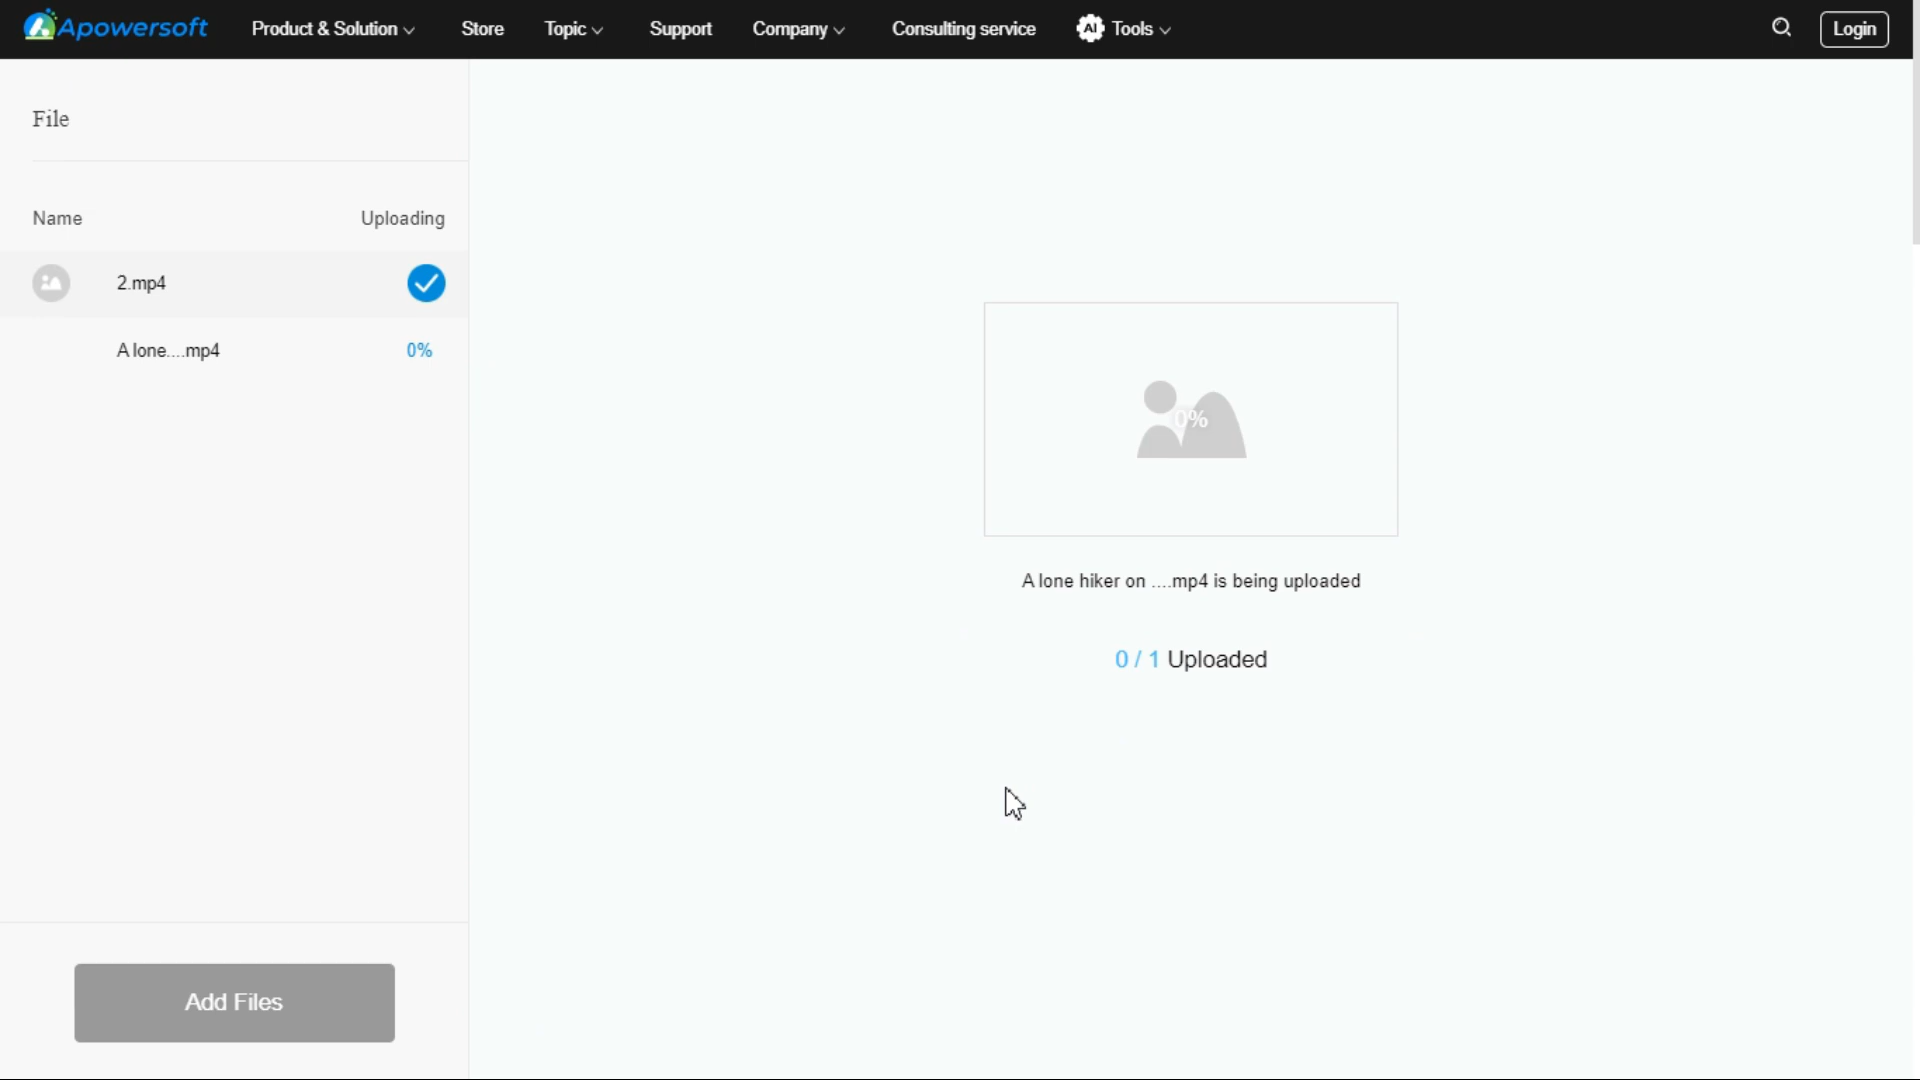 Apowersoft Product & Solution Store Topic Support Company Consulting service AI Tools Login
File
Name Uploading
2.mp4
A lone....mp4 0%
0%
A lone hiker on ....mp4 is being uploaded
0 / 1 Uploaded
Add Files